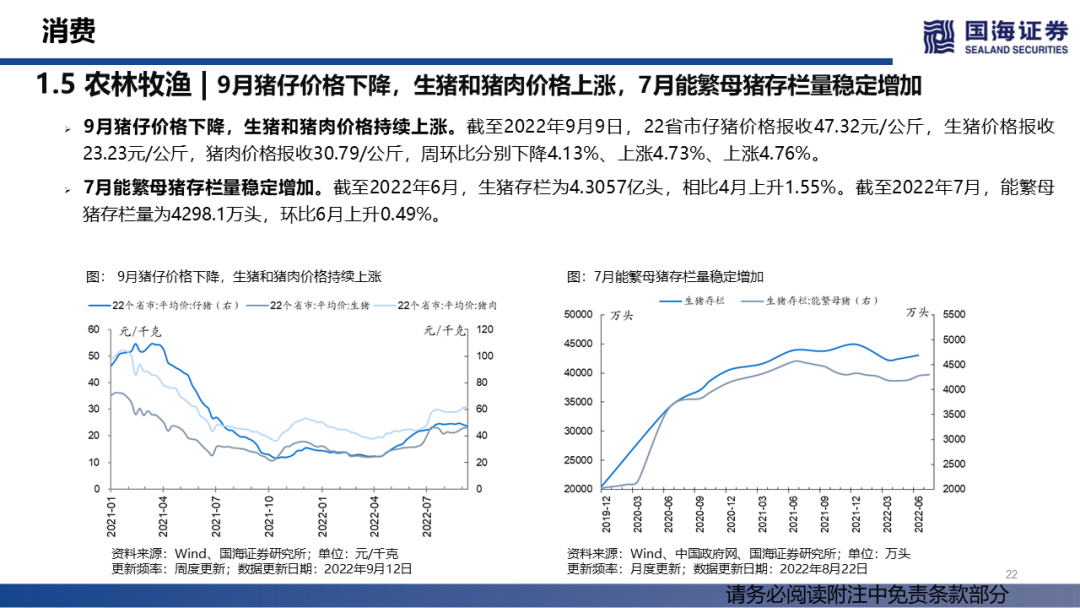 消费
国海证券
SEALAND SECURITIES
1.5 农林牧渔 | 9月猪仔价格下降，生猪和猪肉价格上涨，7月能繁母猪存栏量稳定增加
9月猪仔价格下降，生猪和猪肉价格持续上涨。截至2022年9月9日，22省市仔猪价格报收47.32元/公斤，生猪价格报收
23.23元/公斤，猪肉价格报收30.79/公斤，周环比分别下降4.13%、上涨4.73%、上涨4.76%。
7月能繁母猪存栏量稳定增加。截至2022年6月，生猪存栏为4.3057亿头，相比4月上升1.55%。截至2022年7月，能繁母
猪存栏量为4298.1万头，环比6月上升0.49%。
图： 9月猪仔价格下降，生猪和猪肉价格持续上涨
22个省市:平均价:仔猪（右） 22个省市:平均价:生猪 22个省市:平均价:猪肉
元/千克 元/千克
60 120
50 100
40 80
30 60
20 40
10 20
0 0
2021-01 2021-04 2021-07 2021-10 2022-01 2022-04 2022-07
资料来源：Wind、国海证券研究所；单位：元/千克
更新频率：周度更新；数据更新日期：2022年9月12日
图：7月能繁母猪存栏量稳定增加
生猪存栏 生猪存栏:能繁母猪（右）
万头 万头
50000 5500
45000 5000
40000 4500
35000 4000
30000 3500
25000 3000
20000 2500
2000
2019-12 2020-03 2020-06 2020-09 2020-12 2021-03 2021-06 2021-09 2021-12 2022-03 2022-06
资料来源：Wind、中国政府网、国海证券研究所；单位：万头
更新频率：月度更新；数据更新日期：2022年8月22日
22
请务必阅读附注中免责条款部分